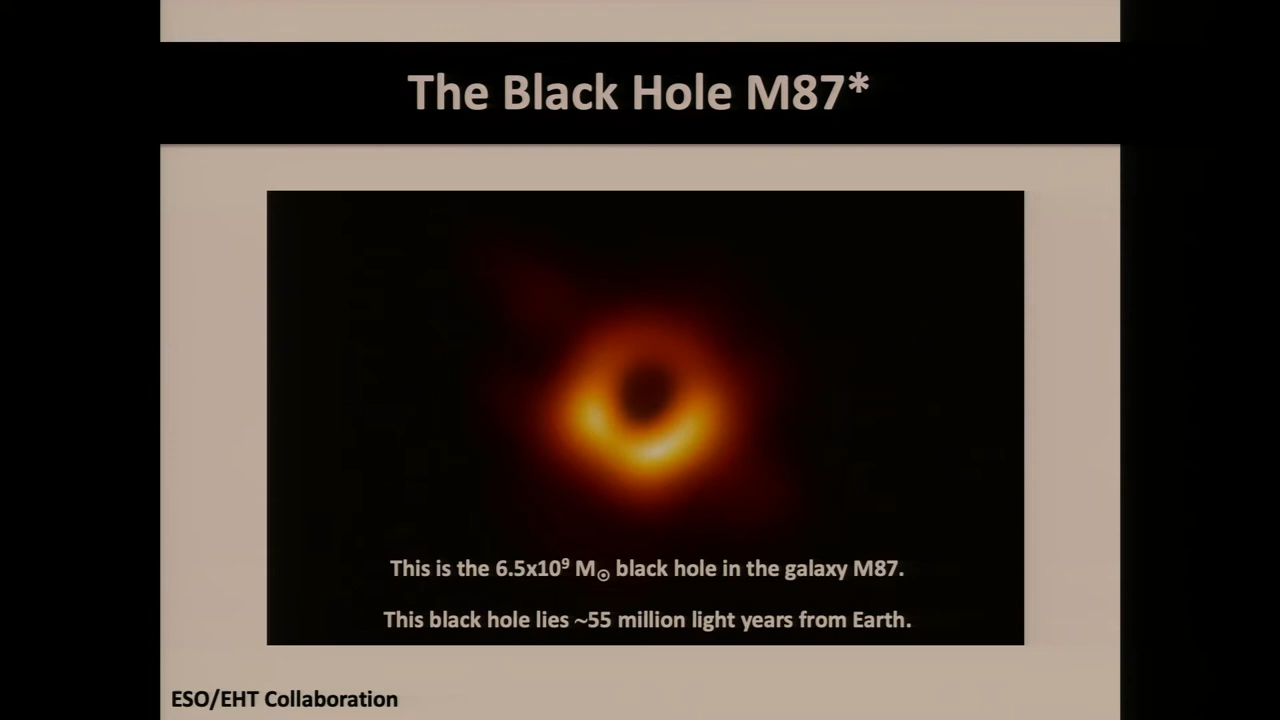 The Black Hole M87*
This is the 6.5x10⁹ M☉ black hole in the galaxy M87.
This black hole lies ~55 million light years from Earth.
ESO/EHT Collaboration